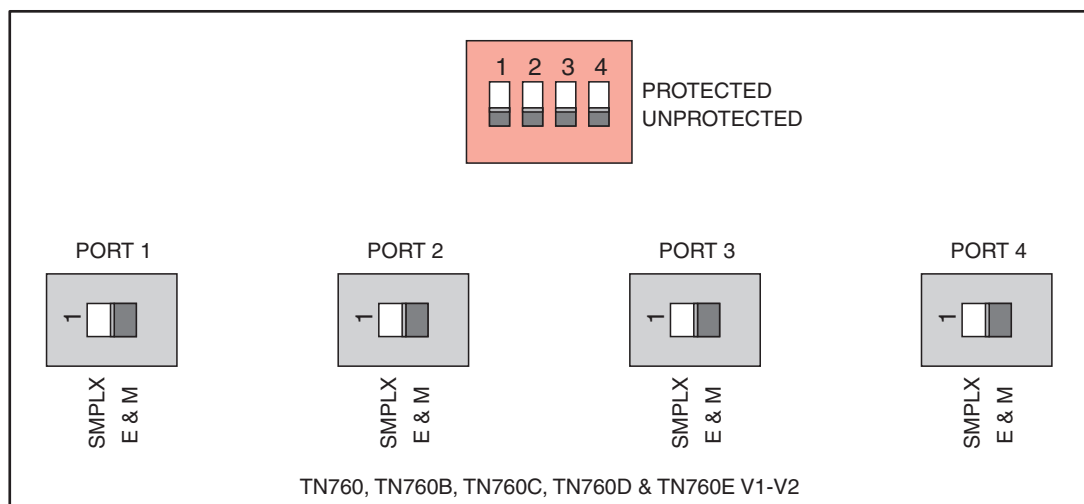 1 2 3 4
PROTECTED
UNPROTECTED
PORT 1
PORT 2
PORT 3
PORT 4
1
1
1
1
SMPLX
E & M
SMPLX
E & M
SMPLX
E & M
SMPLX
E & M
TN760, TN760B, TN760C, TN760D & TN760E V1-V2